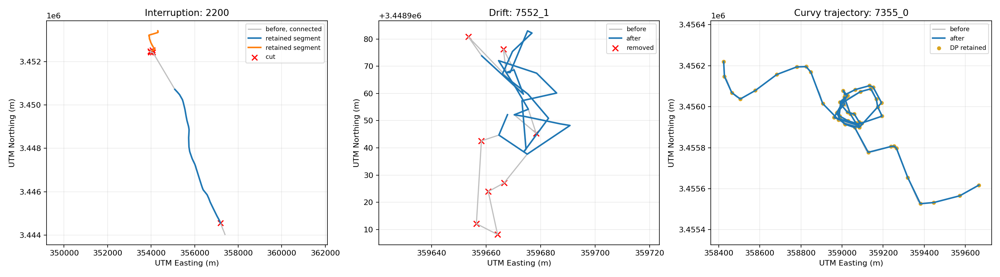 Interruption: 2200
1e6
before, connected
retained segment
retained segment
cut
3.452
3.450
3.448
3.446
3.444
UTM Northing (m)
350000 352000 354000 356000 358000 360000 362000
UTM Easting (m)
Drift: 7552_1
+3.4489e6
before
after
removed
80
70
60
50
40
30
20
10
UTM Northing (m)
359640 359660 359680 359700 359720
UTM Easting (m)
Curvy trajectory: 7355_0
1e6
before
after
DP retained
3.4564
3.4562
3.4560
3.4558
3.4556
3.4554
UTM Northing (m)
358400 358600 358800 359000 359200 359400 359600
UTM Easting (m)